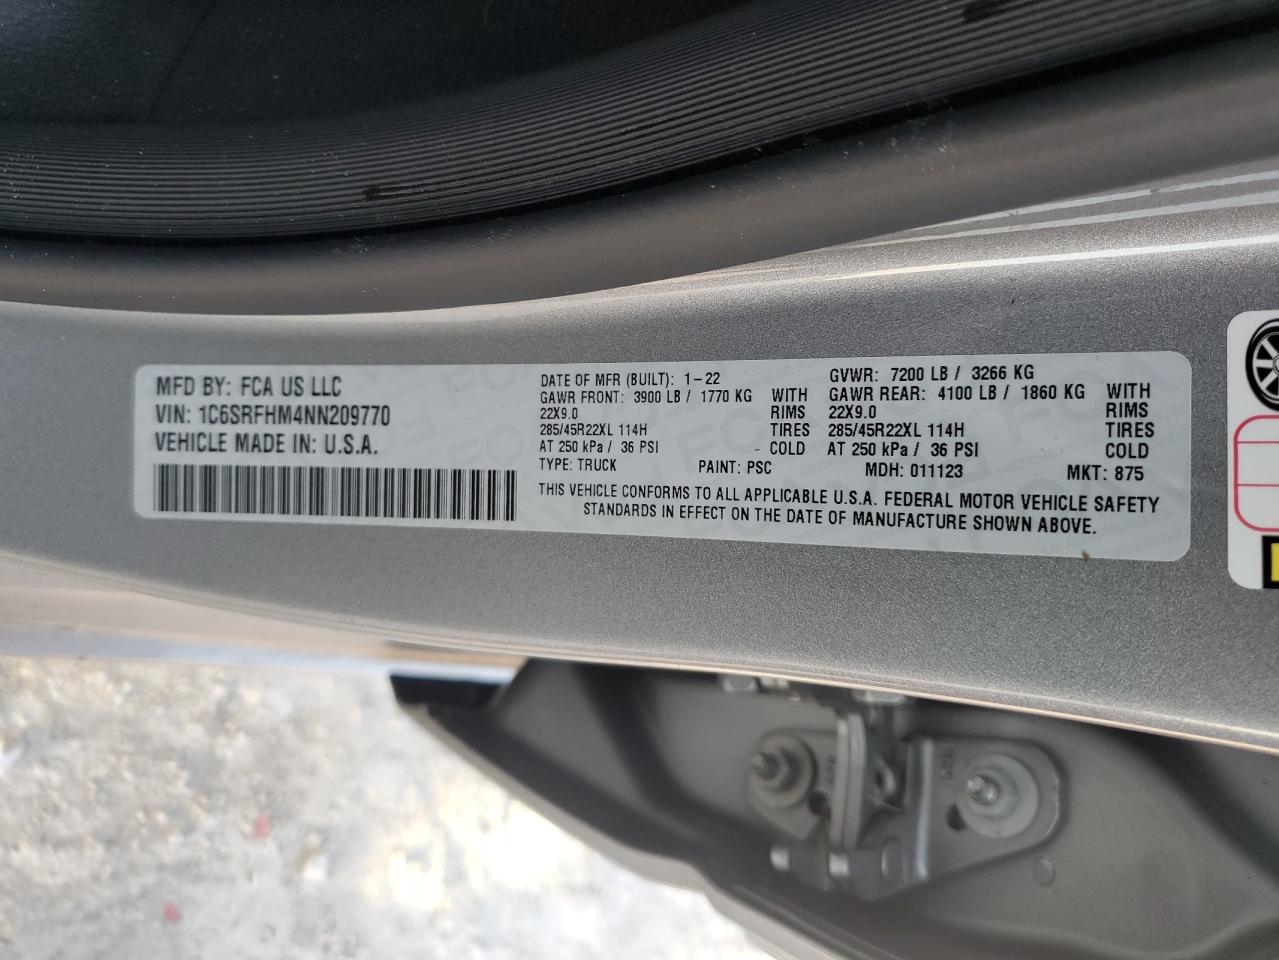 MFD BY: FCA US LLC
VIN: 1C6SRFHM4NN209770
VEHICLE MADE IN: U.S.A.
DATE OF MFR (BUILT): 1-22 GVWR: 7200 LB / 3266 KG
GAWR FRONT: 3900 LB / 1770 KG WITH GAWR REAR: 4100 LB / 1860 KG WITH
22X9.0 RIMS 22X9.0 RIMS
285/45R22XL 114H TIRES 285/45R22XL 114H TIRES
AT 250 kPa / 36 PSI COLD AT 250 kPa / 36 PSI COLD
TYPE: TRUCK PAINT: PSC MDH: 011123 MKT: 875
THIS VEHICLE CONFORMS TO ALL APPLICABLE U.S.A. FEDERAL MOTOR VEHICLE SAFETY
STANDARDS IN EFFECT ON THE DATE OF MANUFACTURE SHOWN ABOVE.